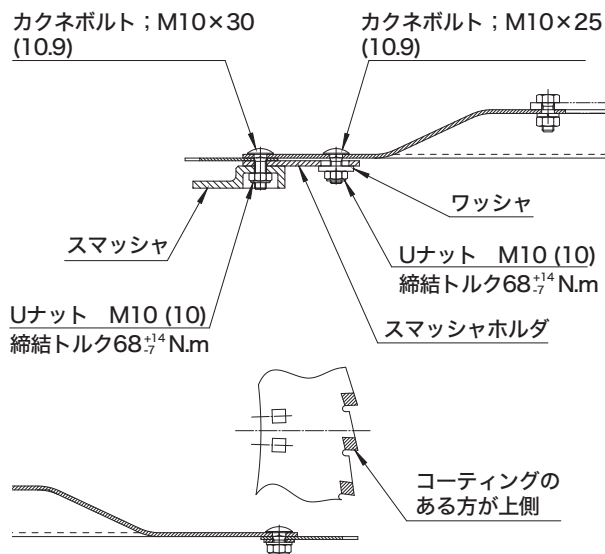 カクネボルト；M10×30
(10.9)
カクネボルト；M10×25
(10.9)
ワッシャ
スマッシャ
Uナット　M10 (10)
締結トルク68+14-7 N.m
スマッシャホルダ
Uナット　M10 (10)
締結トルク68+14-7 N.m
コーティングの
ある方が上側